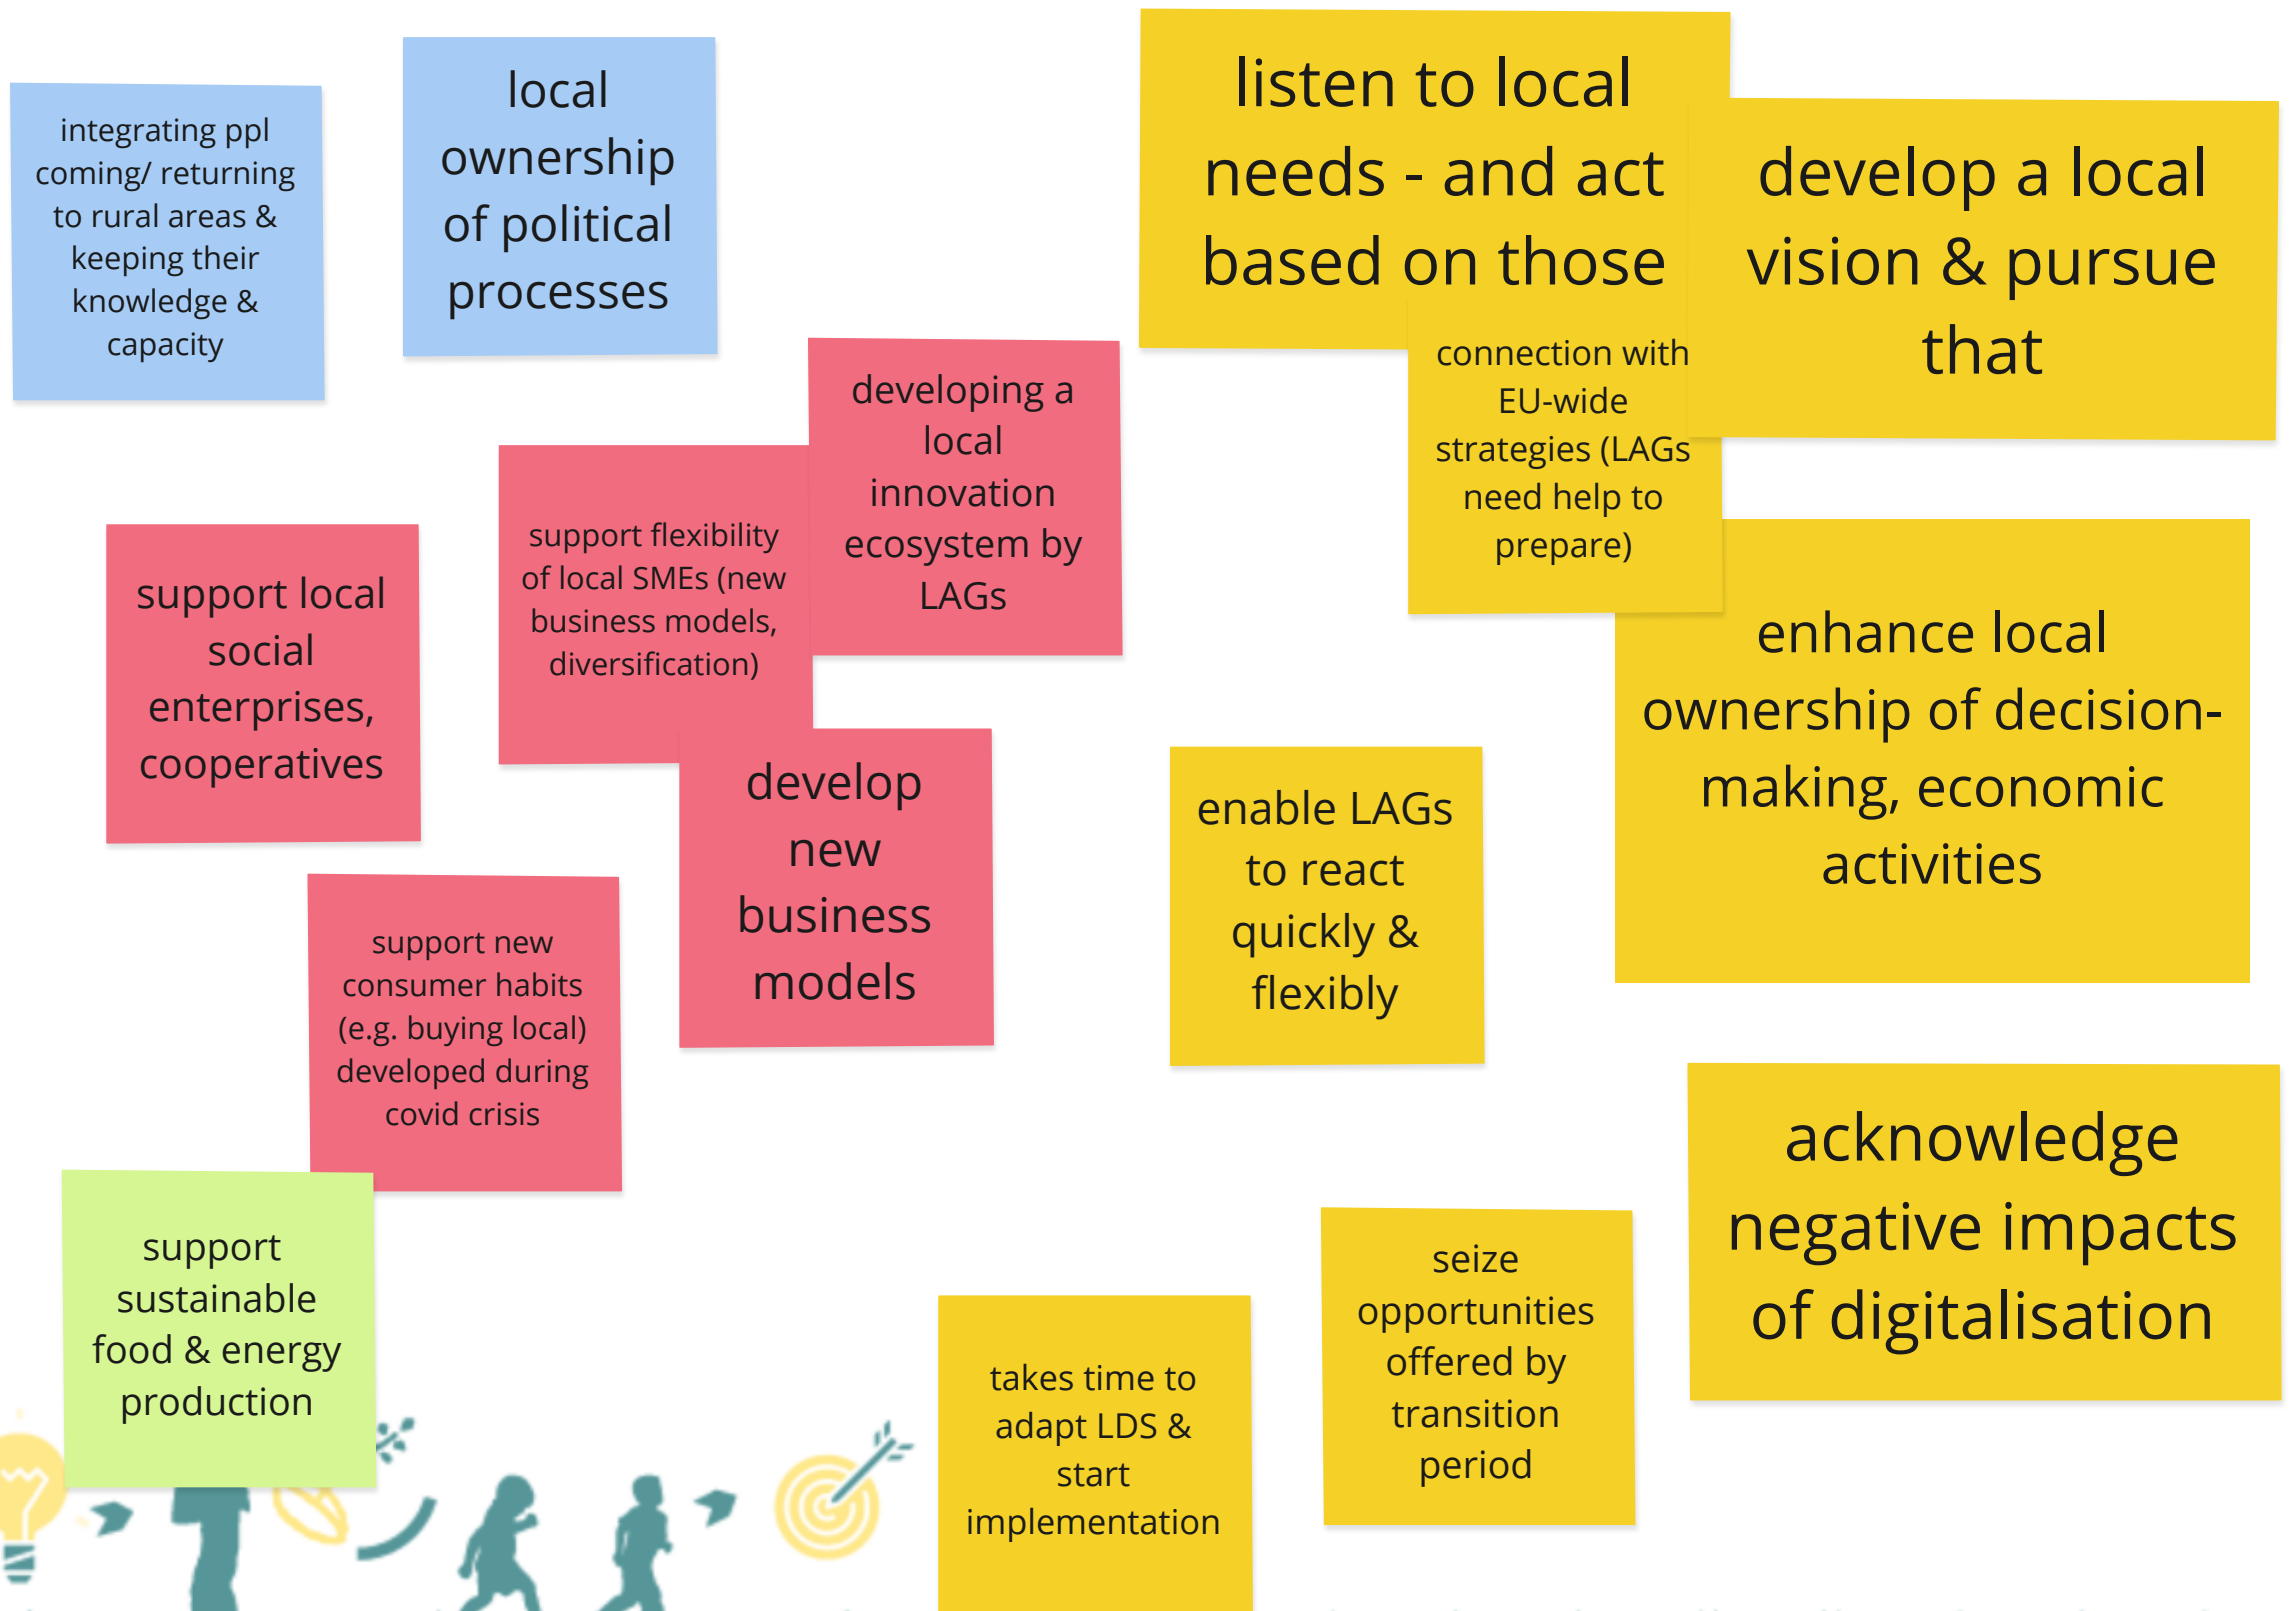 integrating ppl
coming/ returning
to rural areas &
keeping their
knowledge &
capacity
local
ownership
of political
processes
listen to local
needs - and act
based on those
develop a local
vision & pursue
that
connection with
EU-wide
strategies (LAGs
need help to
prepare)
developing a
local
innovation
ecosystem by
LAGs
support flexibility
of local SMEs (new
business models,
diversification)
support local
social
enterprises,
cooperatives
enhance local
ownership of decision-
making, economic
activities
develop
new
business
models
enable LAGs
to react
quickly &
flexibly
support new
consumer habits
(e.g. buying local)
developed during
covid crisis
acknowledge
negative impacts
of digitalisation
support
sustainable
food & energy
production
seize
opportunities
offered by
transition
period
takes time to
adapt LDS &
start
implementation